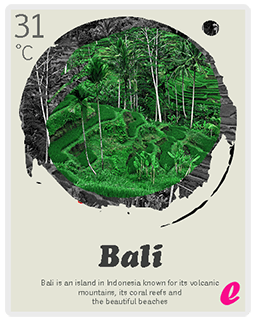 31
°C
Bali
Bali is an island in Indonesia known for its volcanic
mountains, its coral reefs and
the beautiful beaches
e